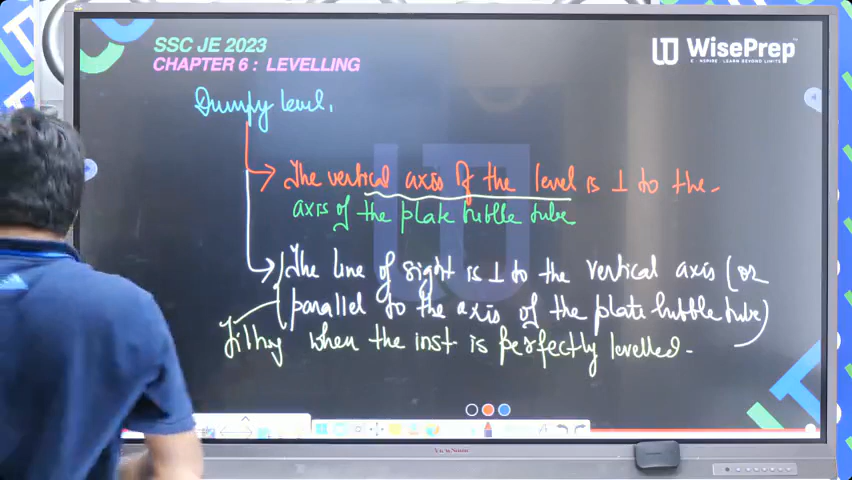 SSC JE 2023
CHAPTER 6 : LEVELLING
WisePrep
Dumpy level.
The vertical axis of the level is ⊥ to the
axis of the plate bubble tube
The line of sight is ⊥ to the vertical axis (or
parallel to the axis of the plate bubble tube)
when the inst. is perfectly levelled.
ViewSonic